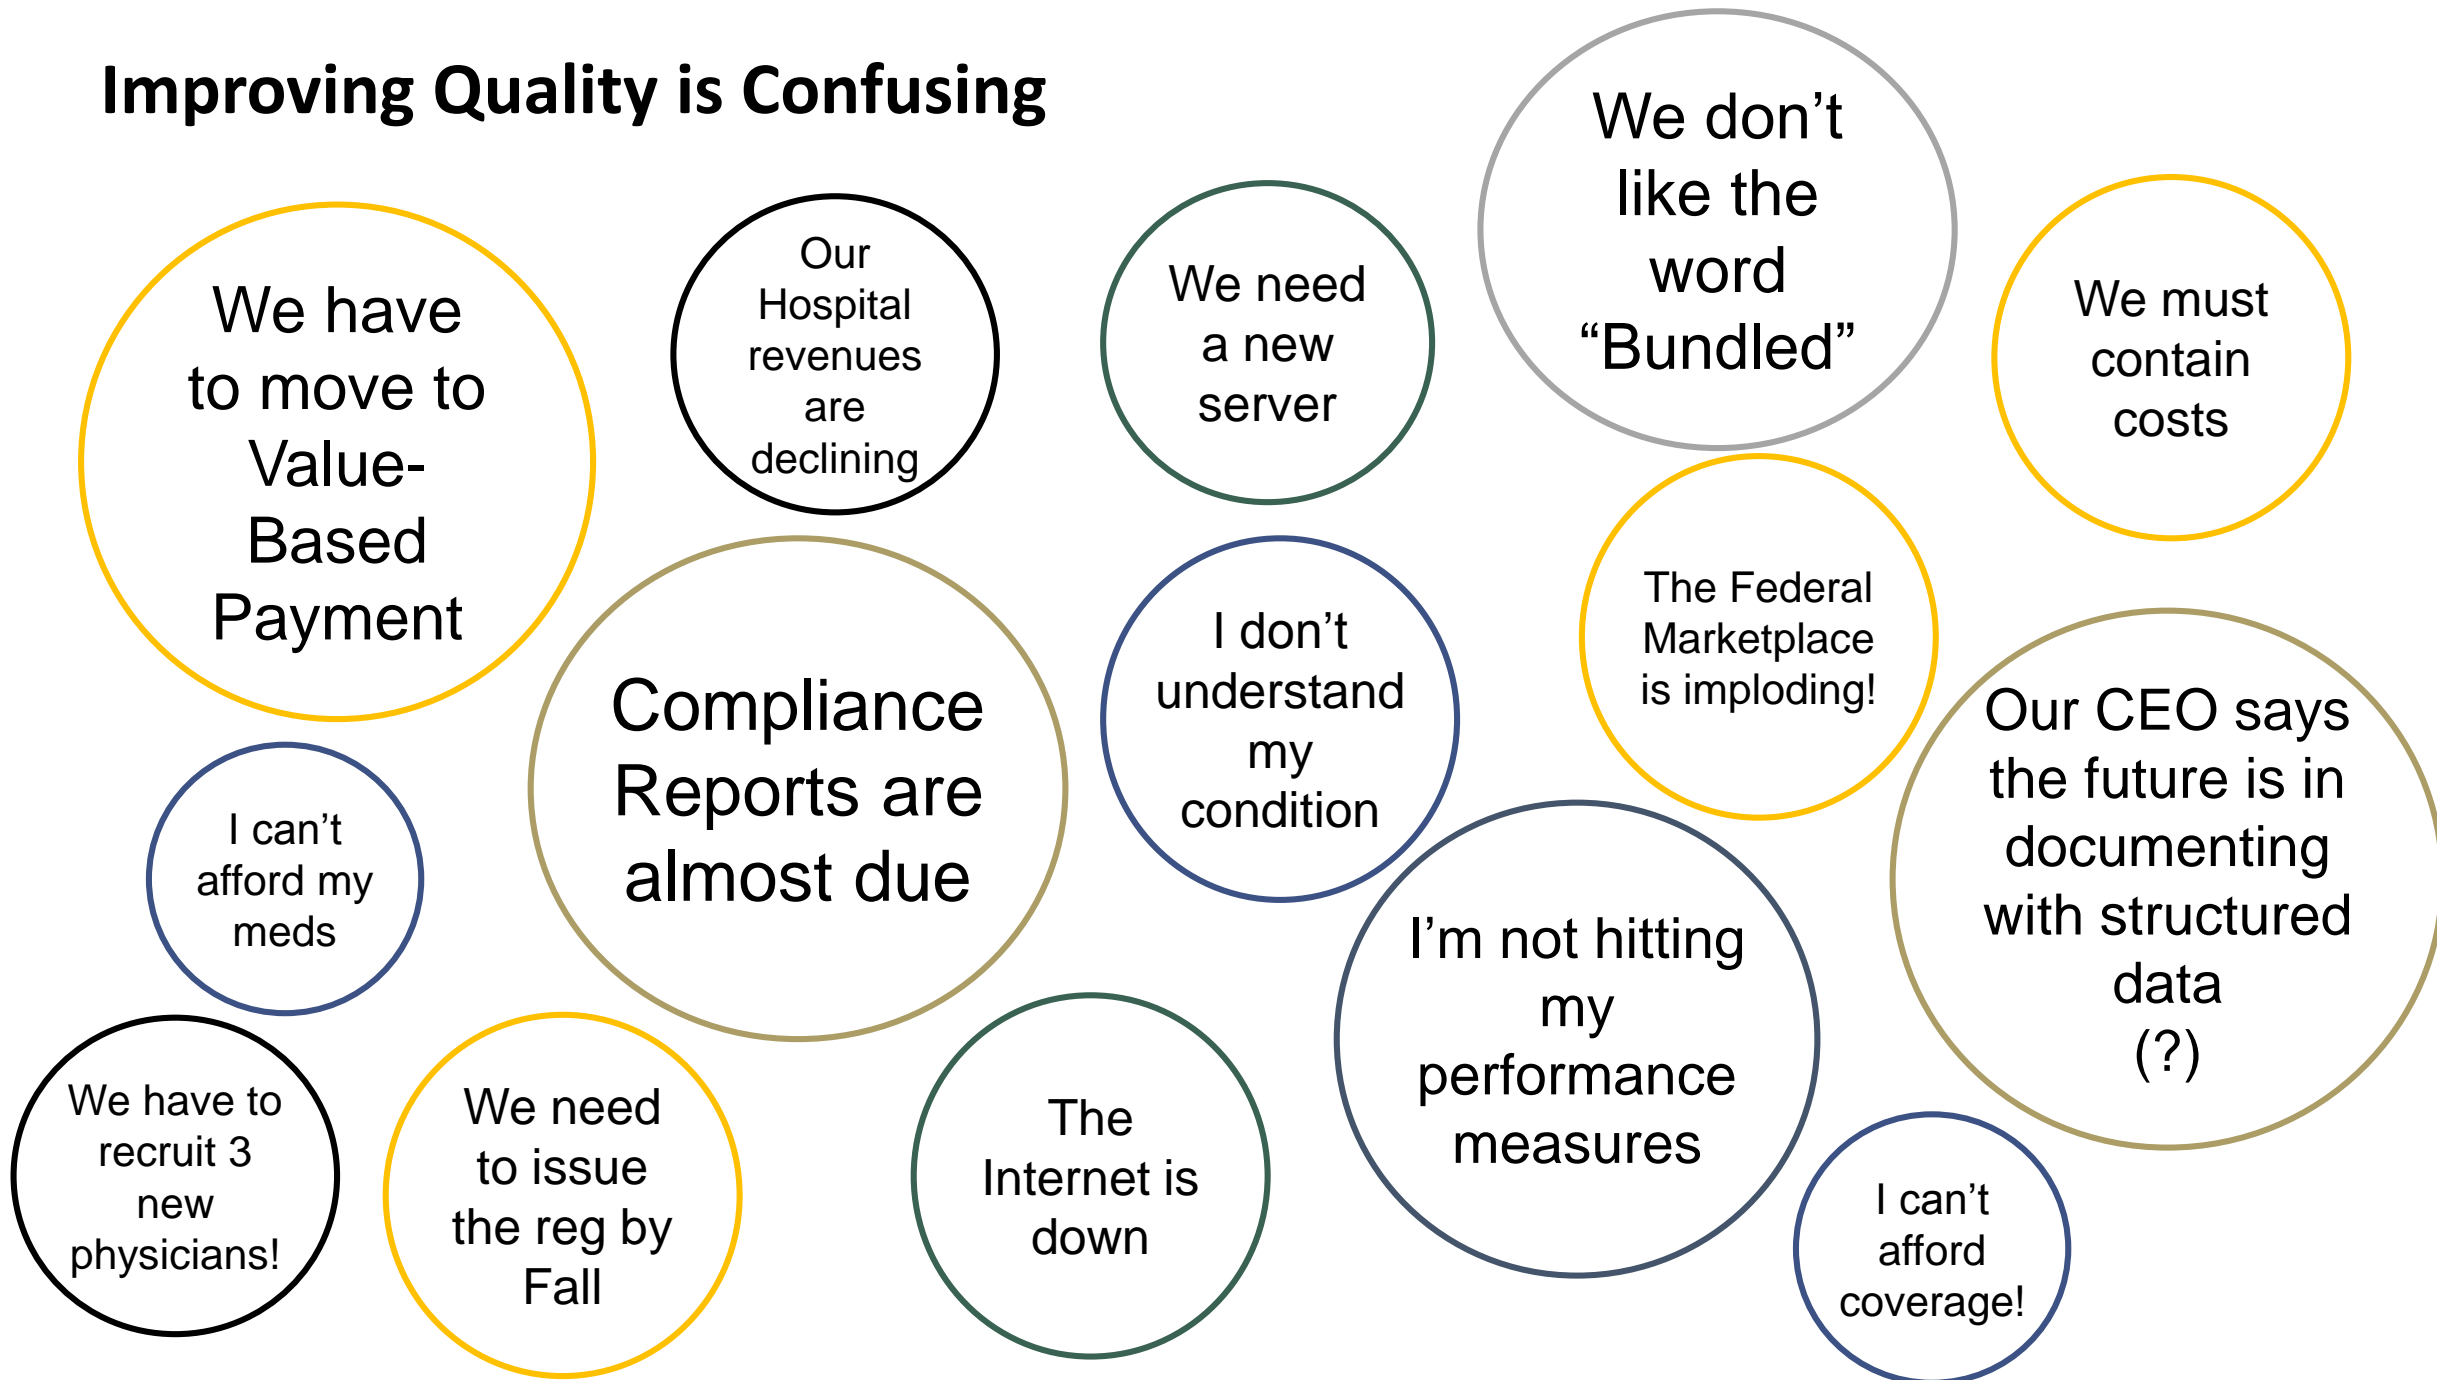 Improving Quality is Confusing
We have
to move to
Value-
Based
Payment
Our
Hospital
revenues
are
declining
We need
a new
server
We don’t
like the
word
“Bundled”
We must
contain
costs
Compliance
Reports are
almost due
I don’t
understand
my
condition
The Federal
Marketplace
is imploding!
Our CEO says
the future is in
documenting
with structured
data
(?)
I can’t
afford my
meds
I’m not hitting
my
performance
measures
We have to
recruit 3
new
physicians!
We need
to issue
the reg by
Fall
The
Internet is
down
I can’t
afford
coverage!